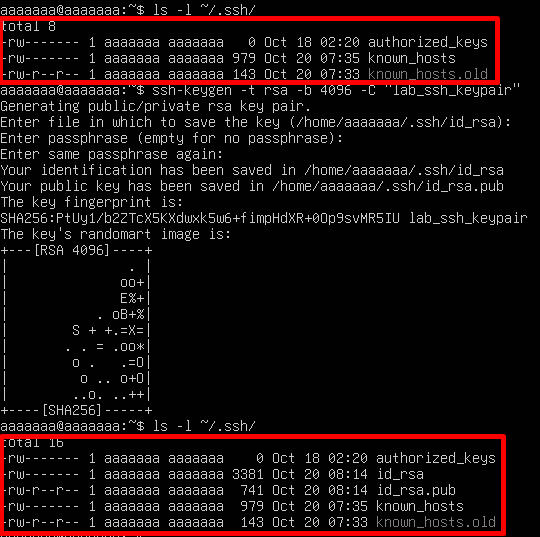 aaaaaaa@aaaaaaa:~$ ls -l ~/.ssh/
total 8
-rw------- 1 aaaaaaa aaaaaaa   0 Oct 18 02:20 authorized_keys
-rw------- 1 aaaaaaa aaaaaaa 979 Oct 20 07:35 known_hosts
-rw-r--r-- 1 aaaaaaa aaaaaaa 143 Oct 20 07:33 known_hosts.old
aaaaaaa@aaaaaaa:~$ ssh-keygen -t rsa -b 4096 -C "lab_ssh_keypair"
Generating public/private rsa key pair.
Enter file in which to save the key (/home/aaaaaaa/.ssh/id_rsa):
Enter passphrase (empty for no passphrase):
Enter same passphrase again:
Your identification has been saved in /home/aaaaaaa/.ssh/id_rsa
Your public key has been saved in /home/aaaaaaa/.ssh/id_rsa.pub
The key fingerprint is:
SHA256:PtUy1/b2ZTcX5KXdwxk5w6+fimpHdXR+0Op9svMR5IU lab_ssh_keypair
The key's randomart image is:
+---[RSA 4096]----+
|               . |
|              oo+|
|              E%+|
|           . oB+%|
|        S + +.=X=|
|       . . = .oo*|
|        o .   .=O|
|         o .. o+O|
|        ..o. ..++|
+----[SHA256]-----+
aaaaaaa@aaaaaaa:~$ ls -l ~/.ssh/
total 16
-rw------- 1 aaaaaaa aaaaaaa    0 Oct 18 02:20 authorized_keys
-rw------- 1 aaaaaaa aaaaaaa 3381 Oct 20 08:14 id_rsa
-rw-r--r-- 1 aaaaaaa aaaaaaa  741 Oct 20 08:14 id_rsa.pub
-rw------- 1 aaaaaaa aaaaaaa  979 Oct 20 07:35 known_hosts
-rw-r--r-- 1 aaaaaaa aaaaaaa  143 Oct 20 07:33 known_hosts.old